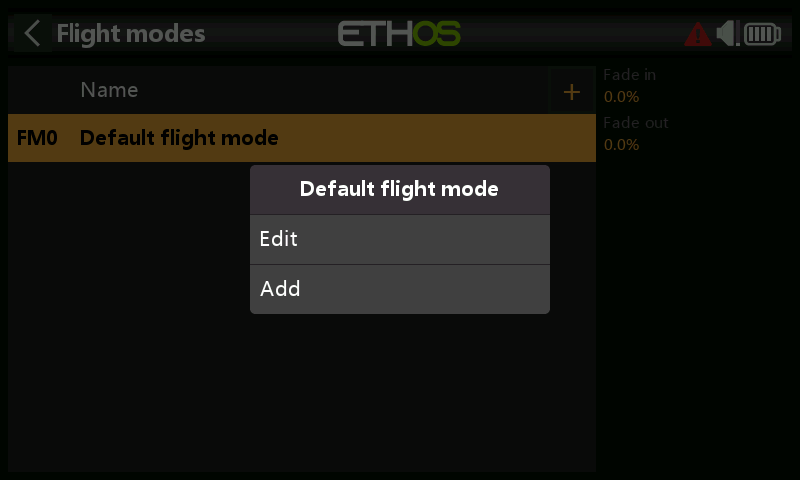 Flight modes
ETHOS
Name
+
Fade in
0.0%
FM0 Default flight mode
Fade out
0.0%
Default flight mode
Edit
Add